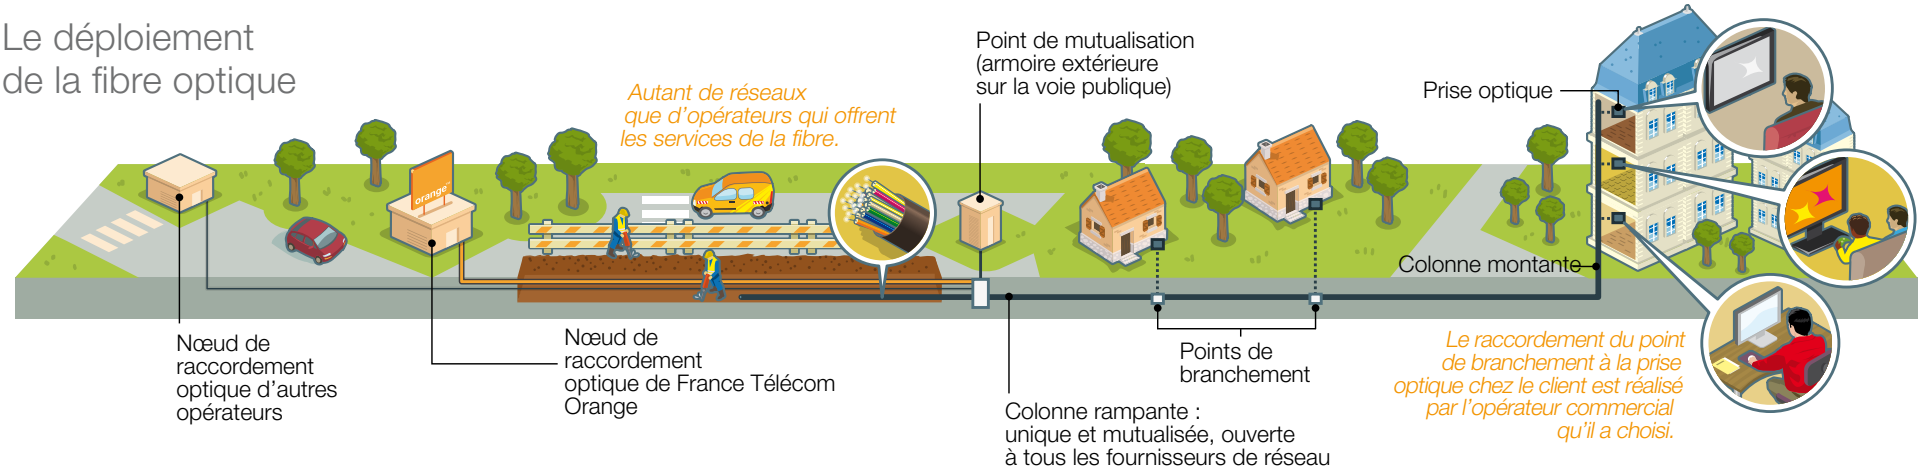 Le déploiement
de la fibre optique
Autant de réseaux
que d'opérateurs qui offrent
les services de la fibre.
Point de mutualisation
(armoire extérieure
sur la voie publique)
Prise optique
orange
Colonne montante
Nœud de
raccordement
optique d'autres
opérateurs
Nœud de
raccordement
optique de France Télécom
Orange
Colonne rampante :
unique et mutualisée, ouverte
à tous les fournisseurs de réseau
Points de
branchement
Le raccordement du point
de branchement à la prise
optique chez le client est réalisé
par l'opérateur commercial
qu'il a choisi.